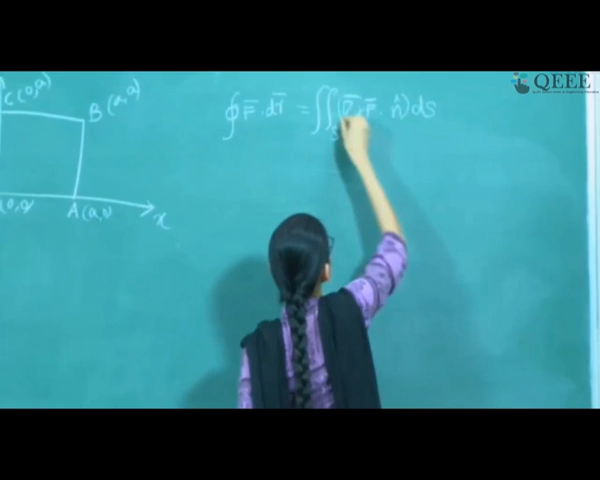 QEEE
C(0,a)
B(a,a)
∮ F̄ . dr̄ = ∬ (∇̄ . F̄ . n̂) ds
S
A(a,0)
x